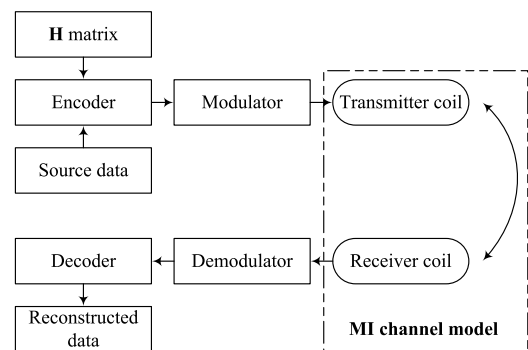 H matrix
Encoder
Modulator
Transmitter coil
Source data
Decoder
Demodulator
Receiver coil
Reconstructed
data
MI channel model